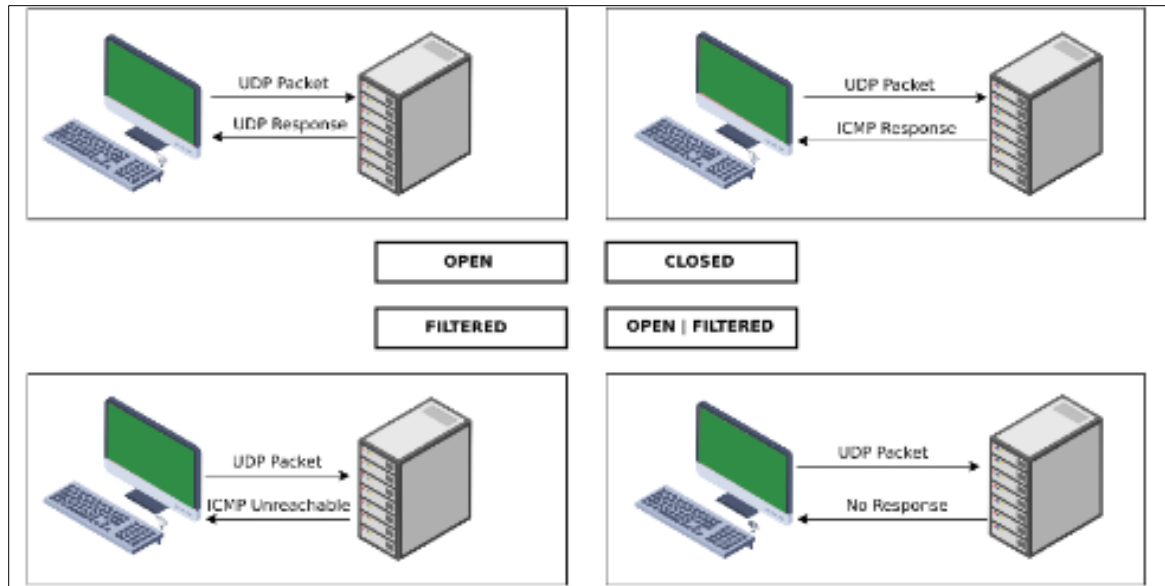 UDP Packet
UDP Response
UDP Packet
ICMP Response
OPEN
CLOSED
FILTERED
OPEN | FILTERED
UDP Packet
ICMP Unreachable
UDP Packet
No Response